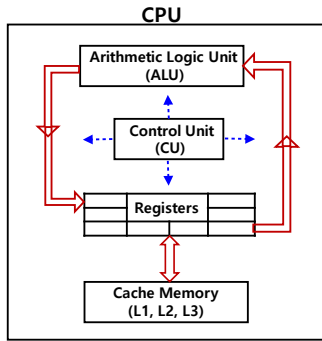 CPU
Arithmetic Logic Unit
(ALU)
Control Unit
(CU)
Registers
Cache Memory
(L1, L2, L3)